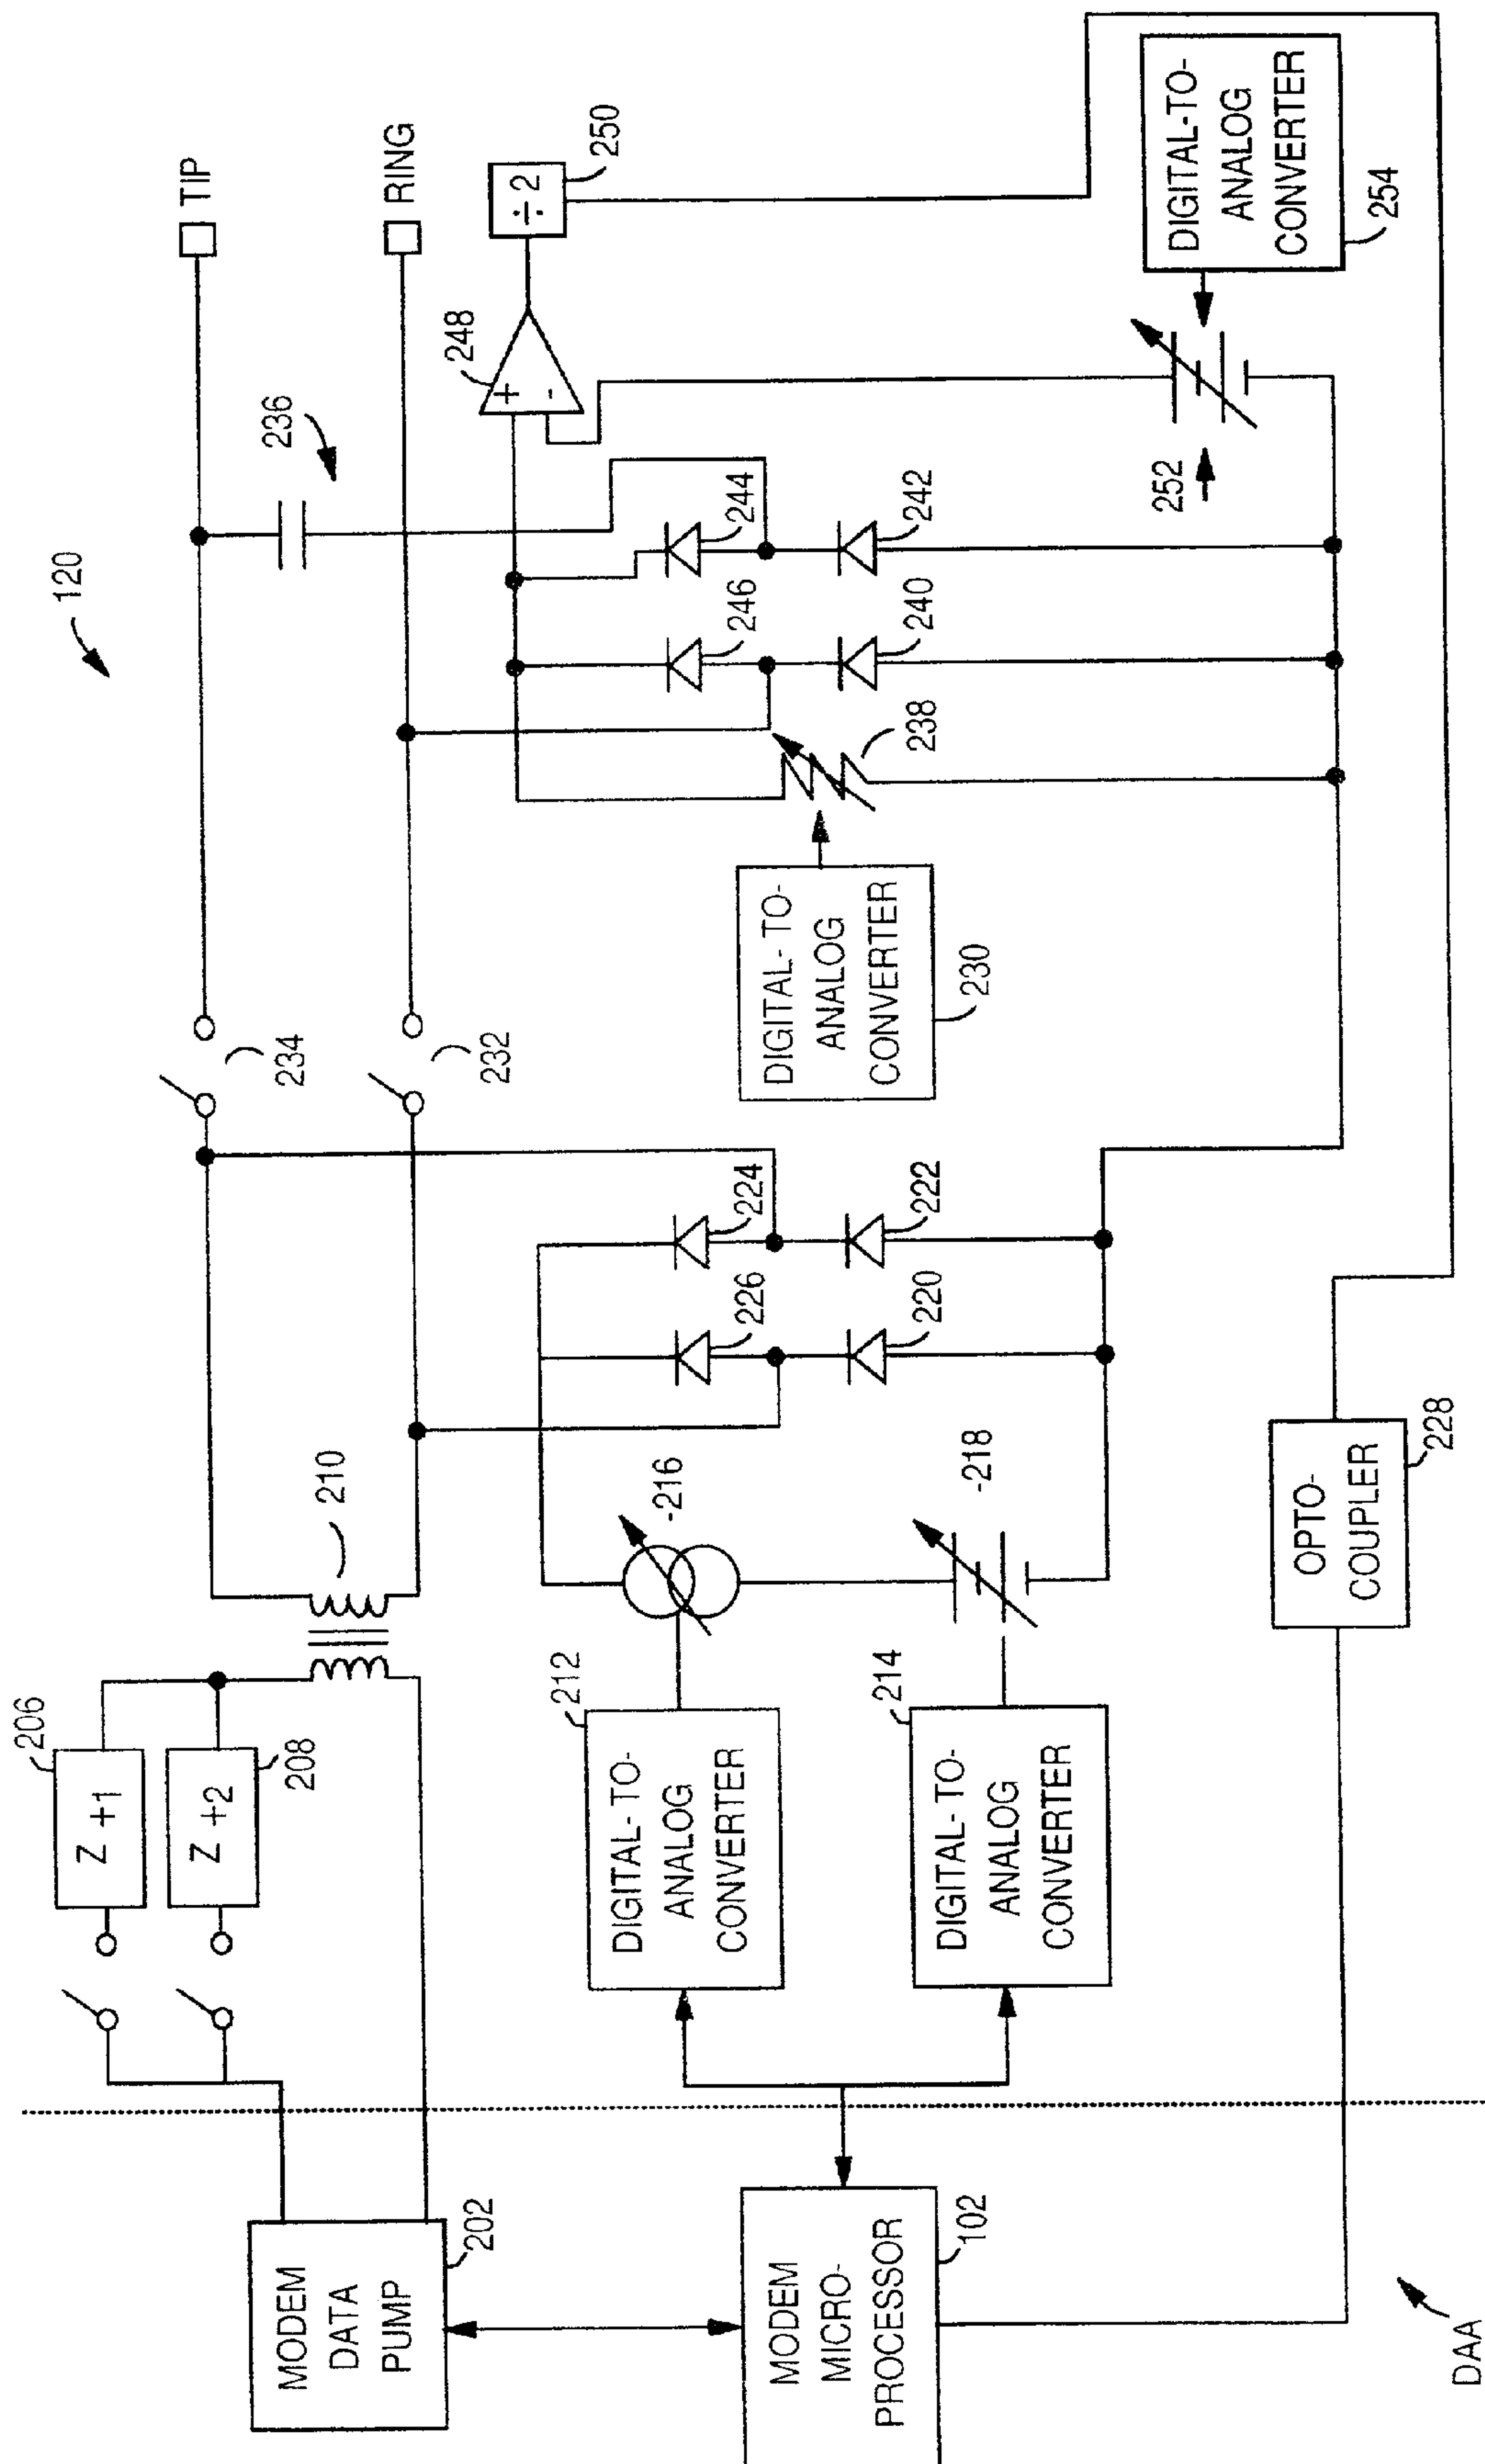 120
TIP
RING
236
248
+
-
÷2
250
244
246
242
240
238
252
DIGITAL-TO-
ANALOG
CONVERTER
254
DIGITAL-TO-
ANALOG
CONVERTER
230
234
232
224
226
222
220
210
-216
-218
OPTO-
COUPLER
228
206
Z +1
208
Z +2
212
DIGITAL-TO-
ANALOG
CONVERTER
214
DIGITAL-TO-
ANALOG
CONVERTER
MODEM
DATA
PUMP
202
MODEM
MICRO-
PROCESSOR
102
DAA